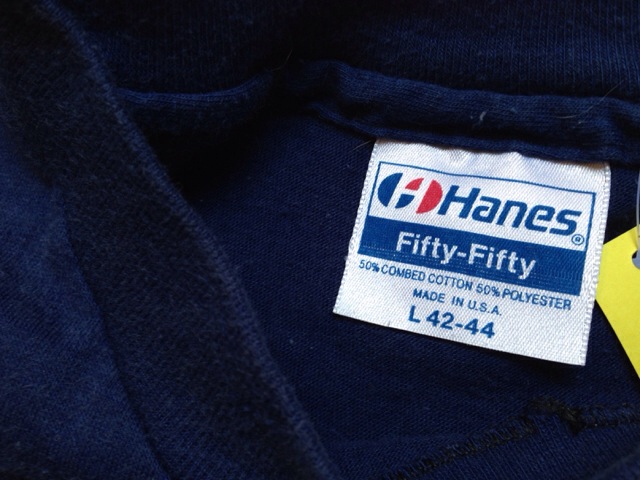 Hanes®
Fifty-Fifty
50% COMBED COTTON 50% POLYESTER
MADE IN U.S.A.
L 42-44